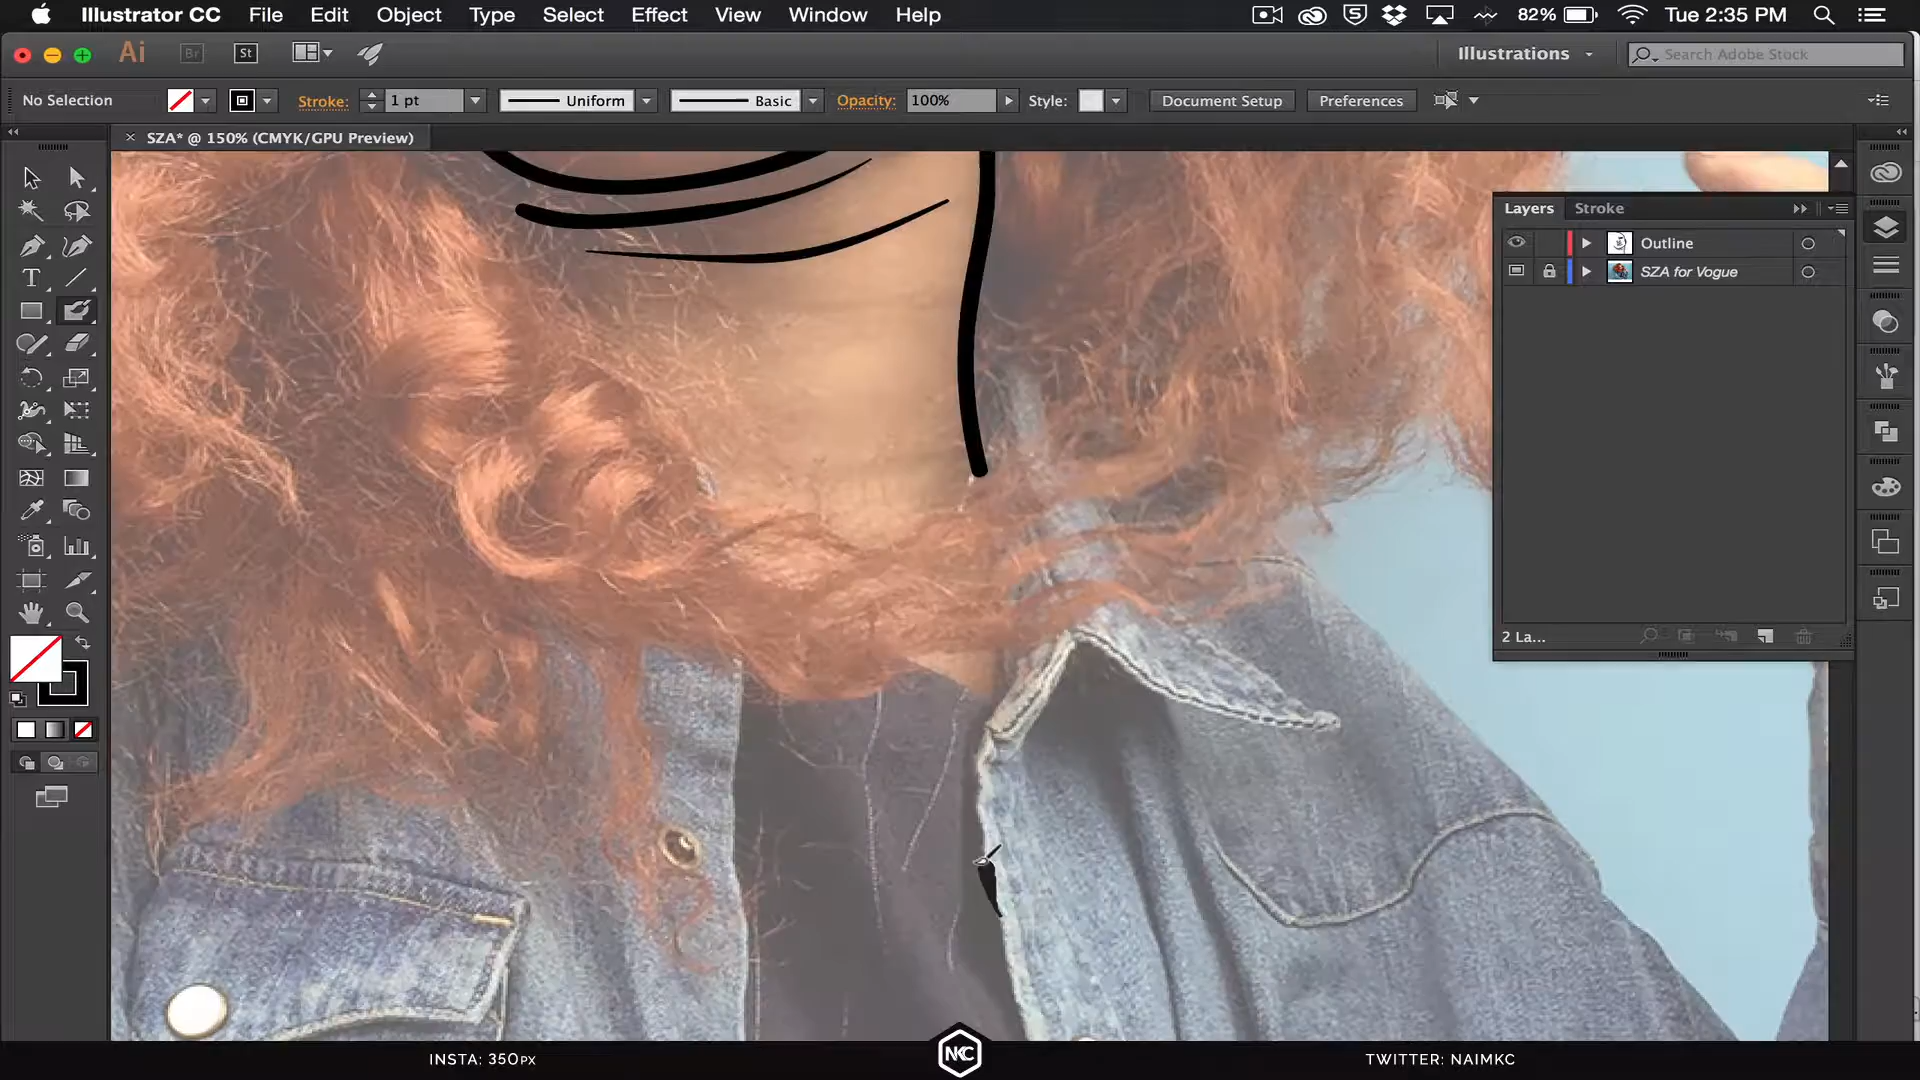 Illustrator CC File Edit Object Type Select Effect View Window Help 82% Tue 2:35 PM
Ai Br St Illustrations Search Adobe Stock
No Selection Stroke: 1 pt Uniform Basic Opacity: 100% Style: Document Setup Preferences
SZA* @ 150% (CMYK/GPU Preview)
Layers Stroke
Outline
SZA for Vogue
2 La...
INSTA: 350PX NKC TWITTER: NAIMKC